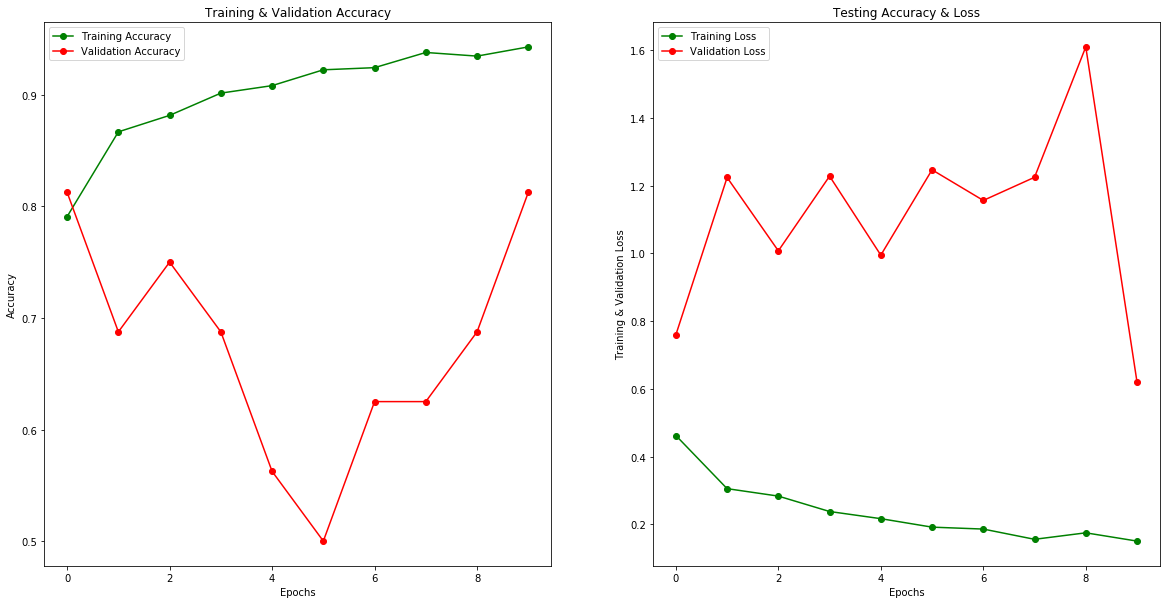 Training & Validation Accuracy
Training Accuracy
Validation Accuracy
Accuracy
0.9
0.8
0.7
0.6
0.5
0 2 4 6 8
Epochs
Testing Accuracy & Loss
Training Loss
Validation Loss
Training & Validation Loss
1.6
1.4
1.2
1.0
0.8
0.6
0.4
0.2
0 2 4 6 8
Epochs